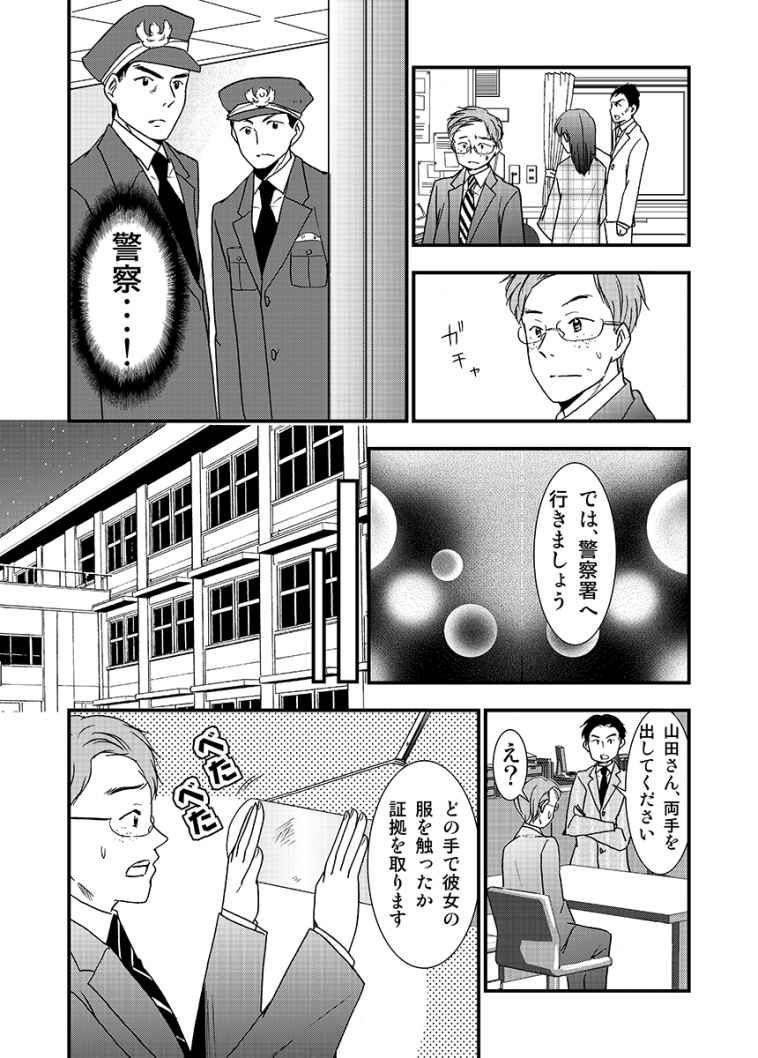 ガチャ
警察・・・！
では、警察署へ
行きましょう
山田さん、両手を
出してください
え？
どの手で彼女の
服を触ったか
証拠を取ります
べた
べた